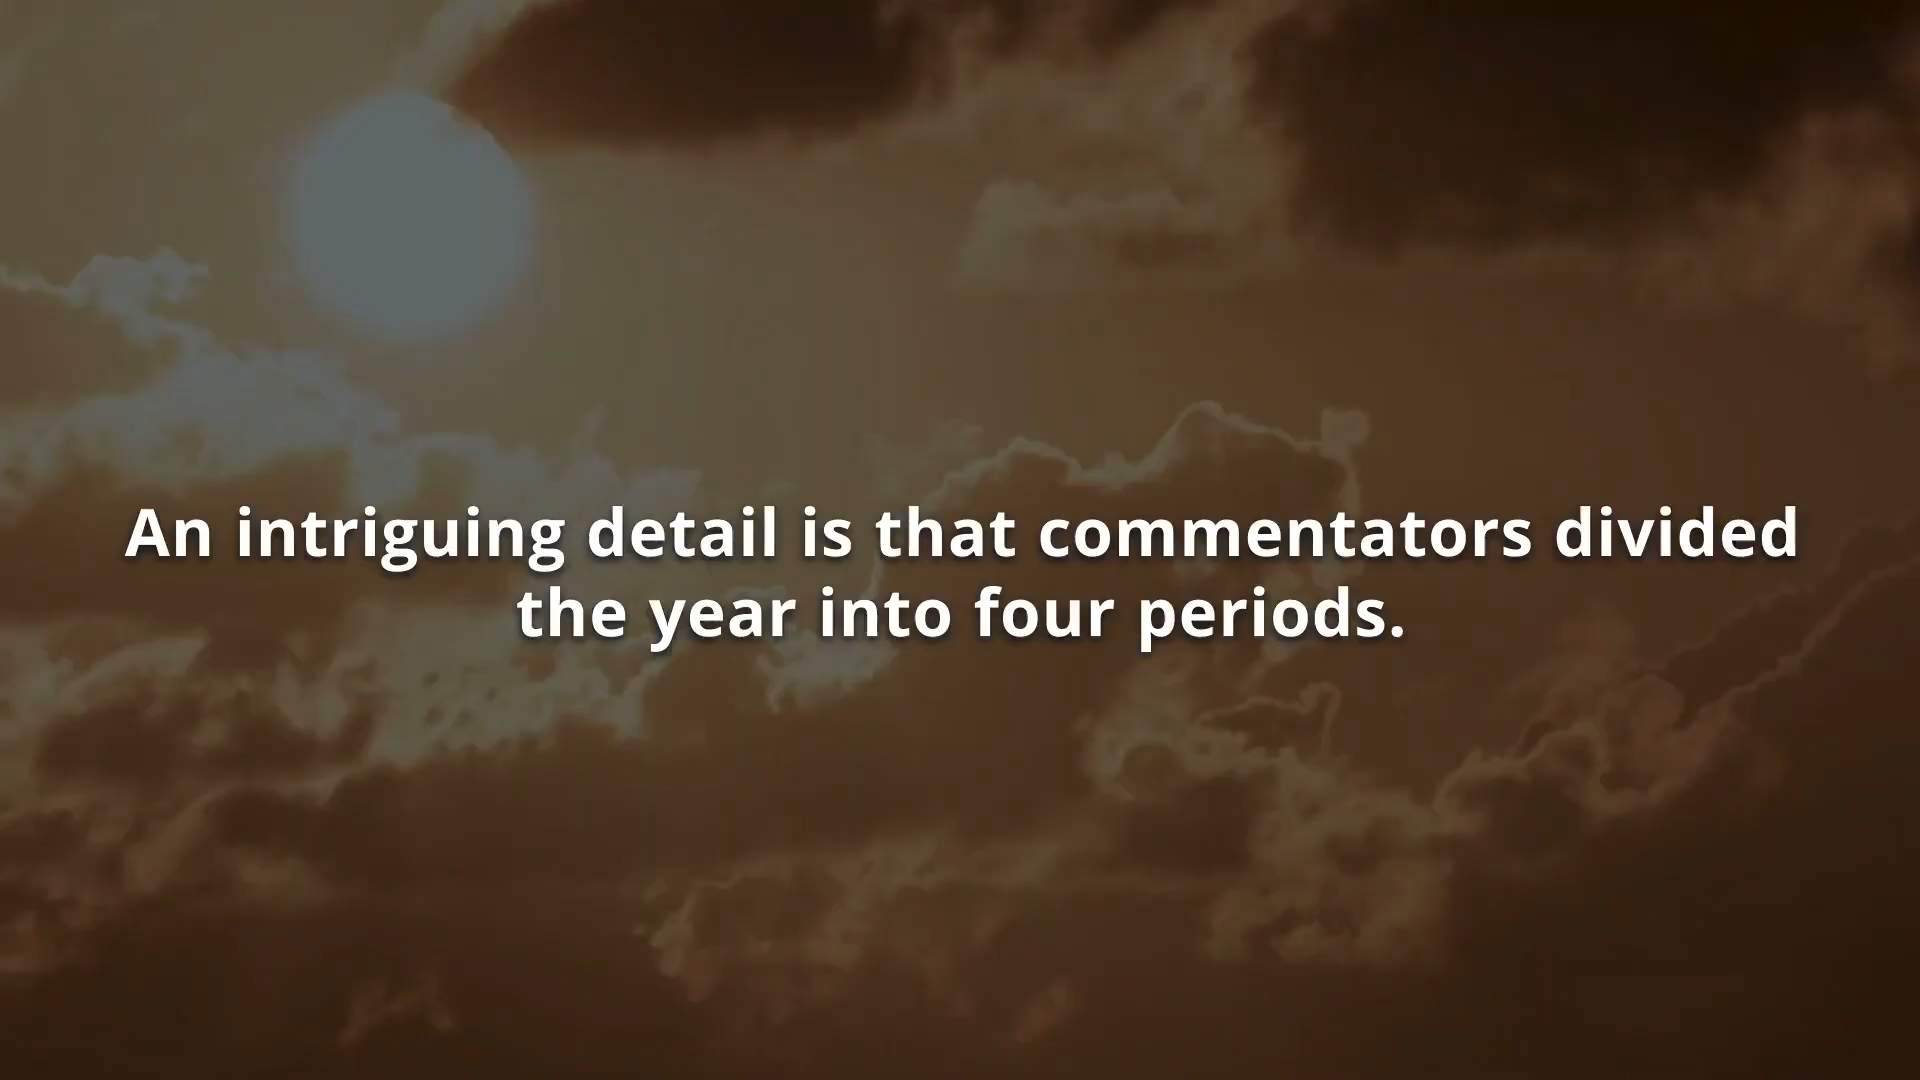 An intriguing detail is that commentators divided
the year into four periods.